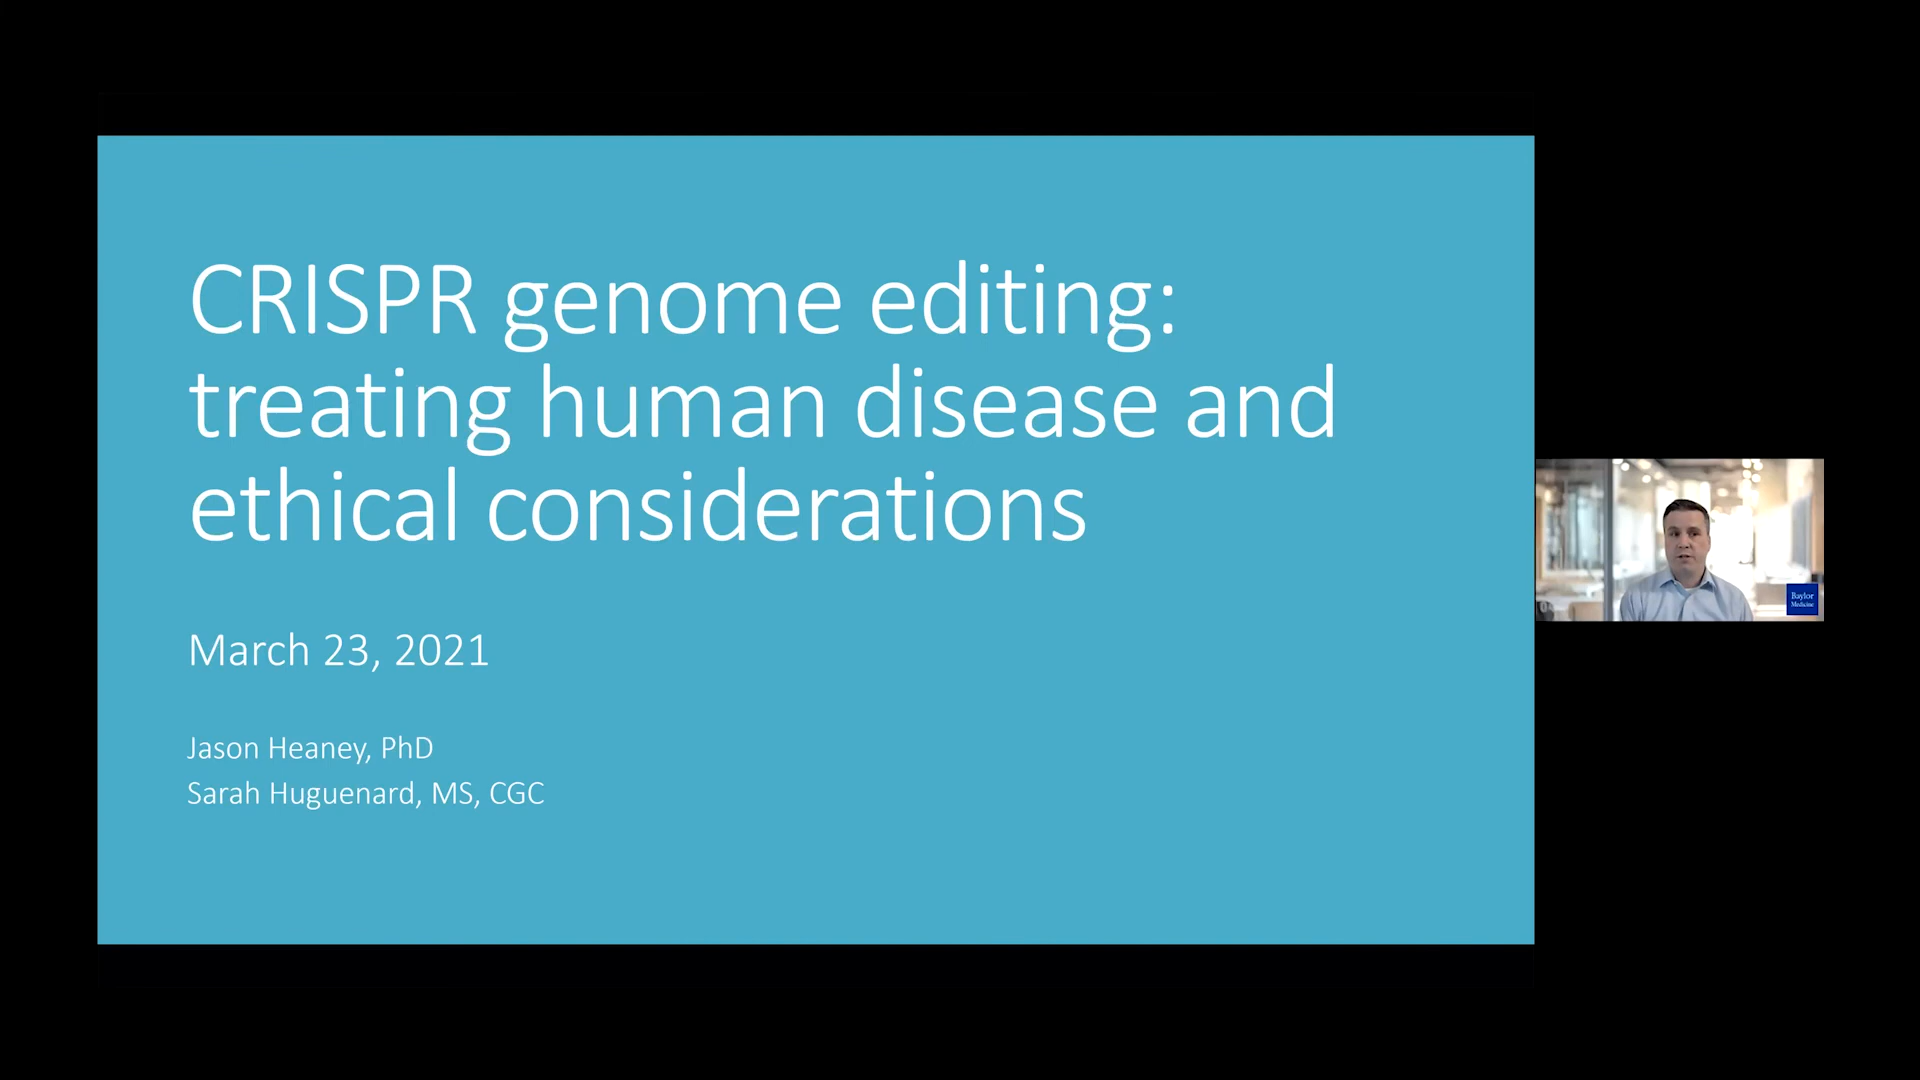 CRISPR genome editing:
treating human disease and
ethical considerations
March 23, 2021
Jason Heaney, PhD
Sarah Huguenard, MS, CGC
Baylor
Medicine